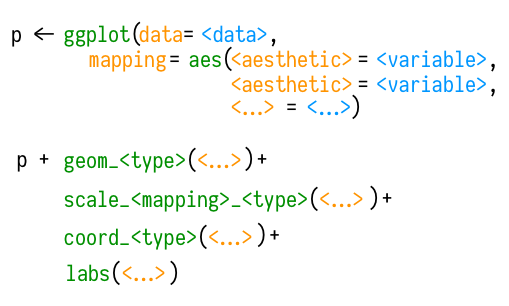 p ← ggplot(data= <data>,
mapping= aes(<aesthetic> = <variable>,
<aesthetic> = <variable>,
<...> = <...>)
p + geom_<type>(<...>)+
scale_<mapping>_<type>(<...>)+
coord_<type>(<...>)+
labs(<...>)